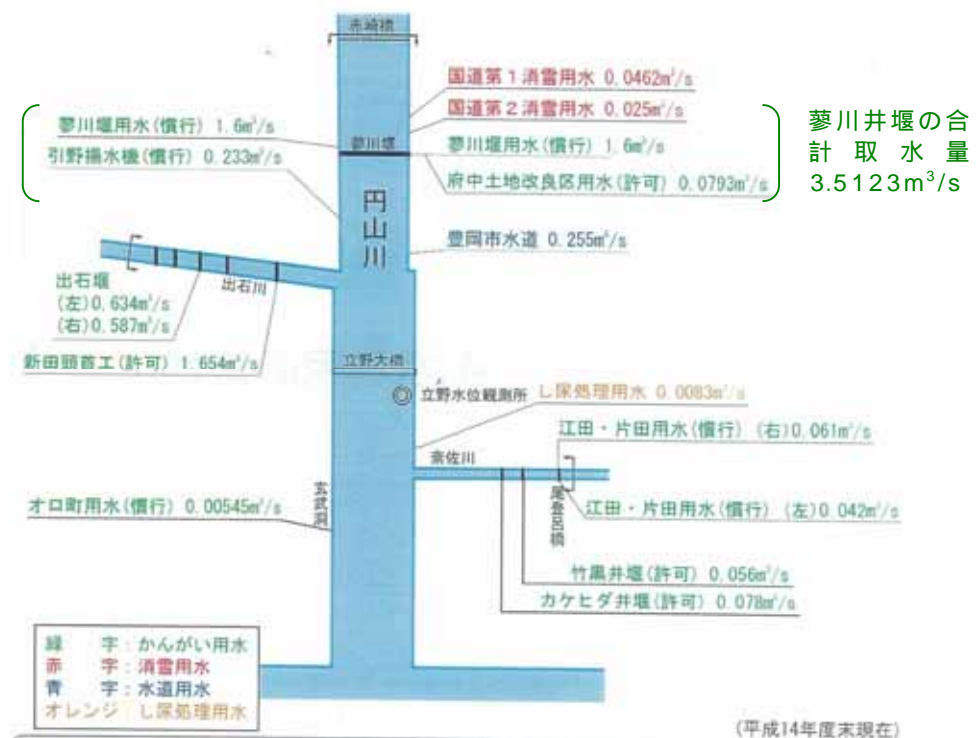 赤崎橋
国道第1消雪用水 0.0462m³/s
国道第2消雪用水 0.025m³/s
蓼川堰用水(慣行) 1.6m³/s
引野揚水機(慣行) 0.233m³/s
蓼川堰
蓼川堰用水(慣行) 1.6m³/s
府中土地改良区用水(許可) 0.0793m³/s
蓼川井堰の合
計取水量
3.5123m³/s
円山川
豊岡市水道 0.255m³/s
出石川
出石堰
(左)0.634m³/s
(右)0.587m³/s
新田頭首工(許可) 1.654m³/s
立野大橋
立野水位観測所
し尿処理用水 0.0083m³/s
江田・片田用水(慣行) (右)0.061m³/s
奈佐川
尾登呂橋
江田・片田用水(慣行) (左)0.042m³/s
玄武洞
オロ町用水(慣行) 0.00545m³/s
竹黒井堰(許可) 0.056m³/s
カケヒダ井堰(許可) 0.078m³/s
緑 字:かんがい用水
赤 字:消雪用水
青 字:水道用水
オレンジ:し尿処理用水
(平成14年度末現在)